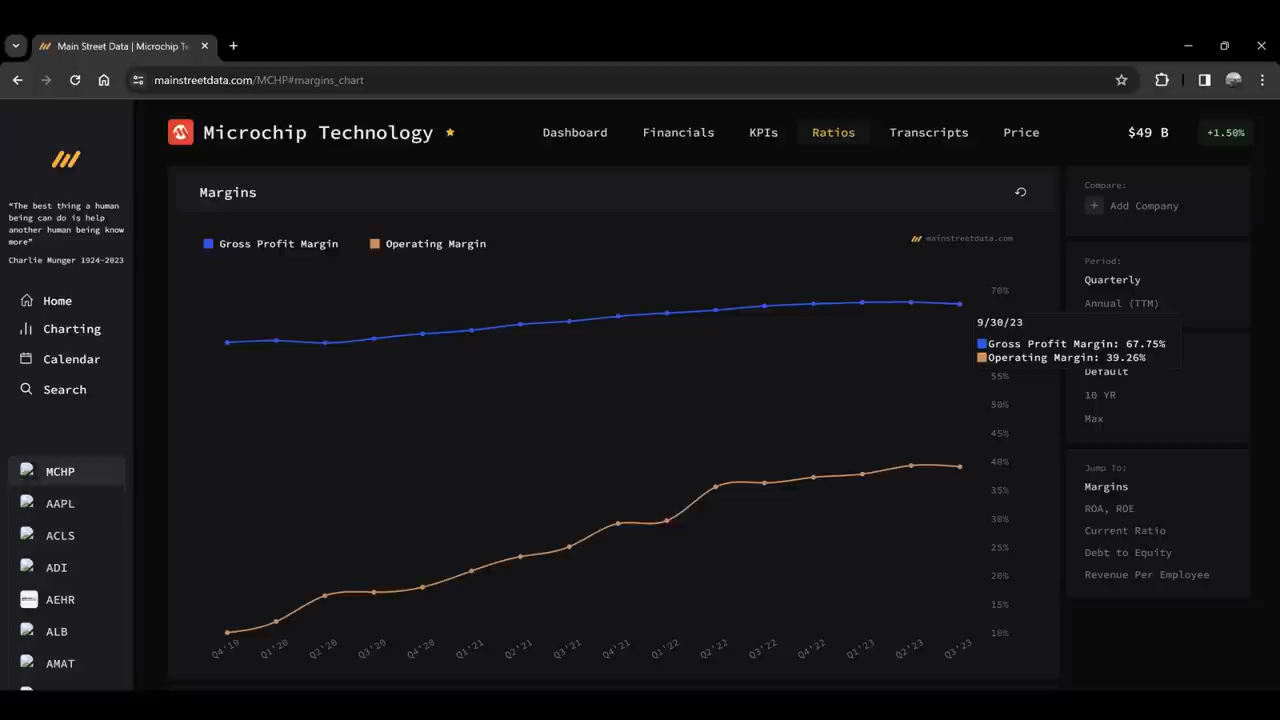 Main Street Data | Microchip Te
mainstreetdata.com/MCHP#margins_chart
Microchip Technology
Dashboard Financials KPIs Ratios Transcripts Price
$49 B +1.50%
"The best thing a human
being can do is help
another human being know
more"
Charlie Munger 1924-2023
Home
Charting
Calendar
Search
MCHP
AAPL
ACLS
ADI
AEHR
ALB
AMAT
Margins
Gross Profit Margin Operating Margin
mainstreetdata.com
70%
55%
50%
45%
40%
35%
30%
25%
20%
15%
10%
9/30/23
Gross Profit Margin: 67.75%
Operating Margin: 39.26%
Q4'19 Q1'20 Q2'20 Q3'20 Q4'20 Q1'21 Q2'21 Q3'21 Q4'21 Q1'22 Q2'22 Q3'22 Q4'22 Q1'23 Q2'23 Q3'23
Compare:
+ Add Company
Period:
Quarterly
Annual (TTM)
Default
10 YR
Max
Jump To:
Margins
ROA, ROE
Current Ratio
Debt to Equity
Revenue Per Employee